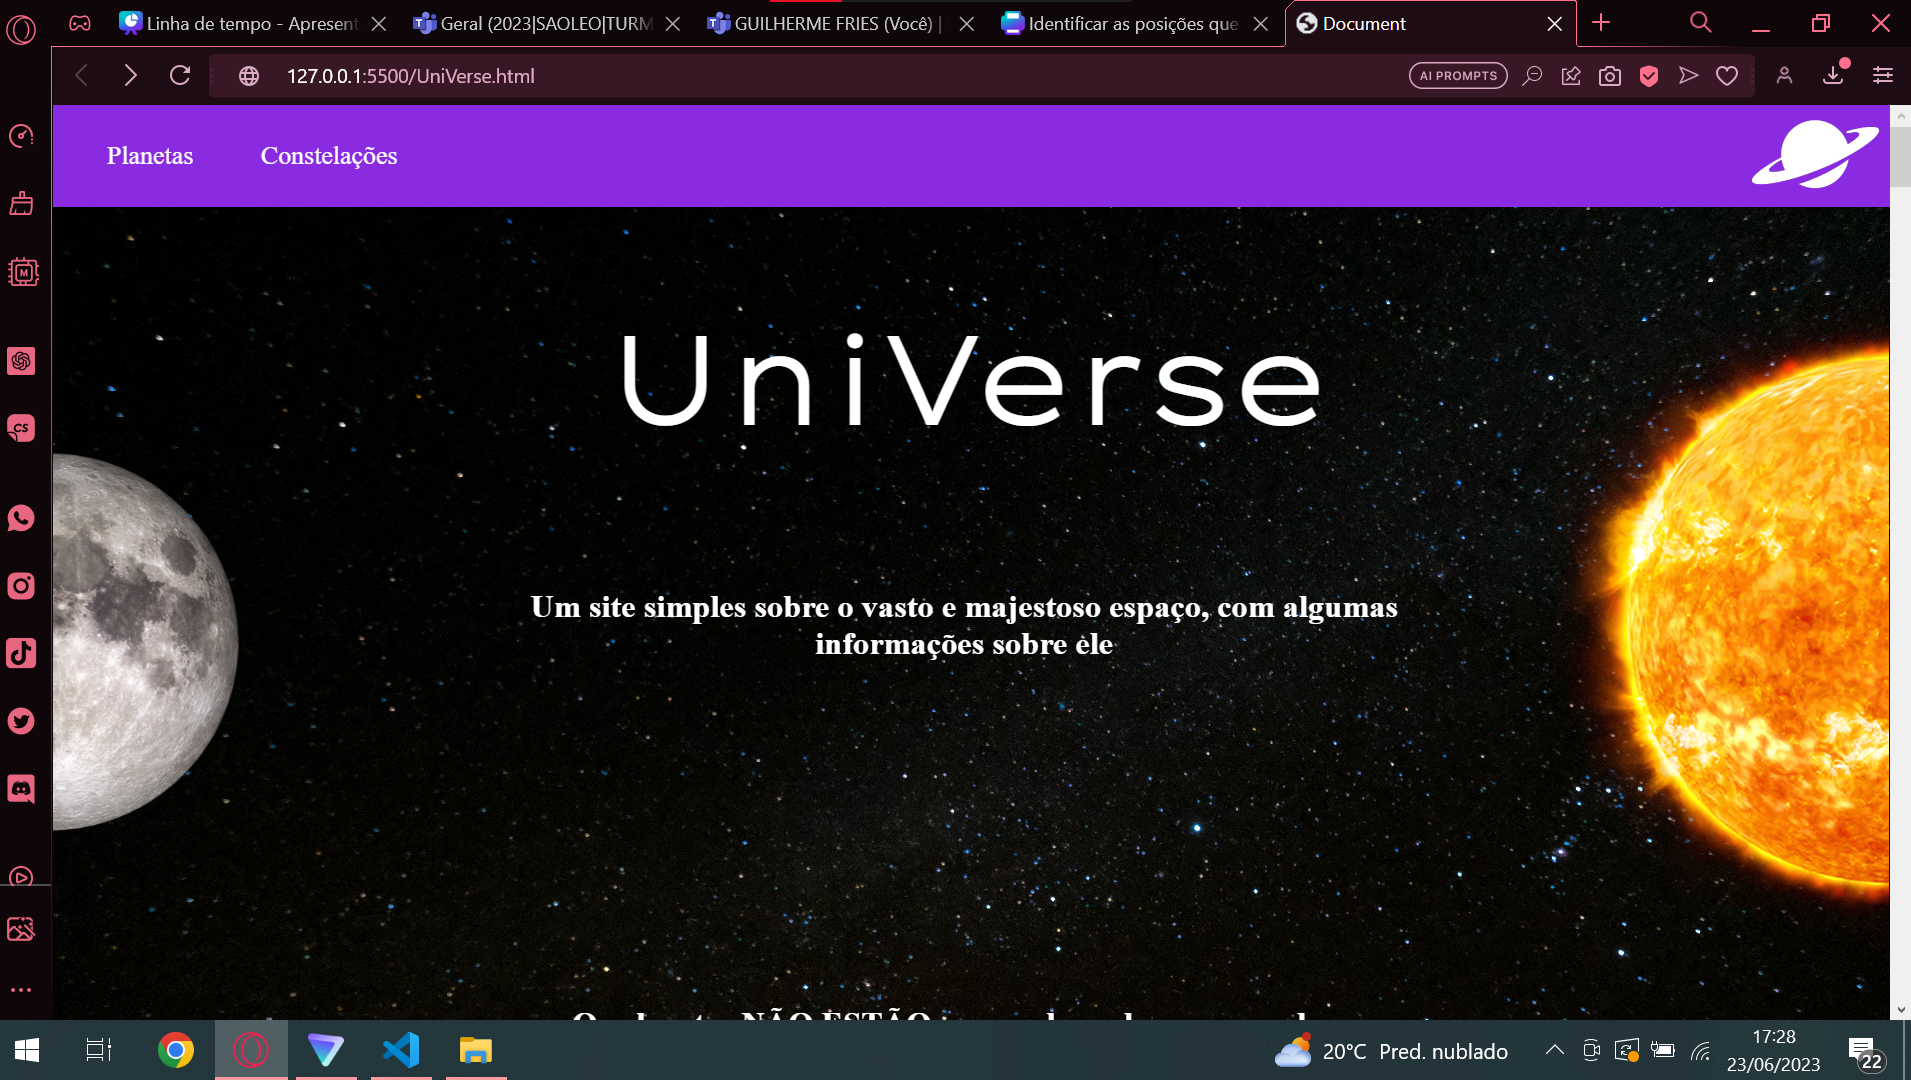 Linha de tempo - Apresent
Geral (2023|SAOLEO|TURM
GUILHERME FRIES (Você) |
Identificar as posições que
Document
127.0.0.1:5500/UniVerse.html
AI PROMPTS
Planetas
Constelações
UniVerse
Um site simples sobre o vasto e majestoso espaço, com algumas
informações sobre ele
NÃO ESTÃO
20°C Pred. nublado
17:28
23/06/2023
22